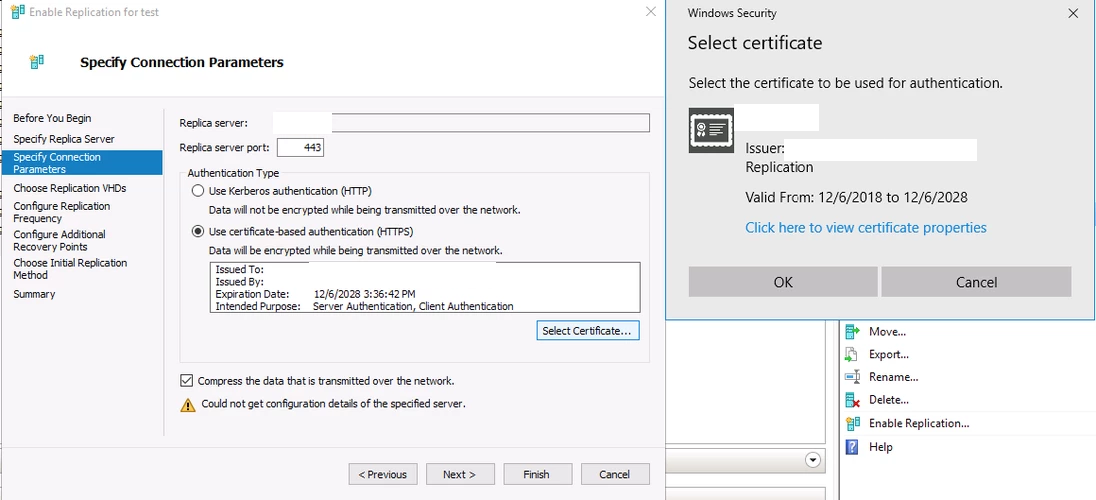 Enable Replication for test
Specify Connection Parameters
Before You Begin
Specify Replica Server
Specify Connection
Parameters
Choose Replication VHDs
Configure Replication
Frequency
Configure Additional
Recovery Points
Choose Initial Replication
Method
Summary
Replica server:
Replica server port: 443
Authentication Type
Use Kerberos authentication (HTTP)
Data will not be encrypted while being transmitted over the network.
Use certificate-based authentication (HTTPS)
Data will be encrypted while being transmitted over the network.
Issued To:
Issued By:
Expiration Date: 12/6/2028 3:36:42 PM
Intended Purpose: Server Authentication, Client Authentication
Select Certificate...
Compress the data that is transmitted over the network.
Could not get configuration details of the specified server.
< Previous
Next >
Finish
Cancel
Windows Security
Select certificate
Select the certificate to be used for authentication.
Issuer:
Replication
Valid From: 12/6/2018 to 12/6/2028
Click here to view certificate properties
OK
Cancel
Move...
Export...
Rename...
Delete...
Enable Replication...
Help